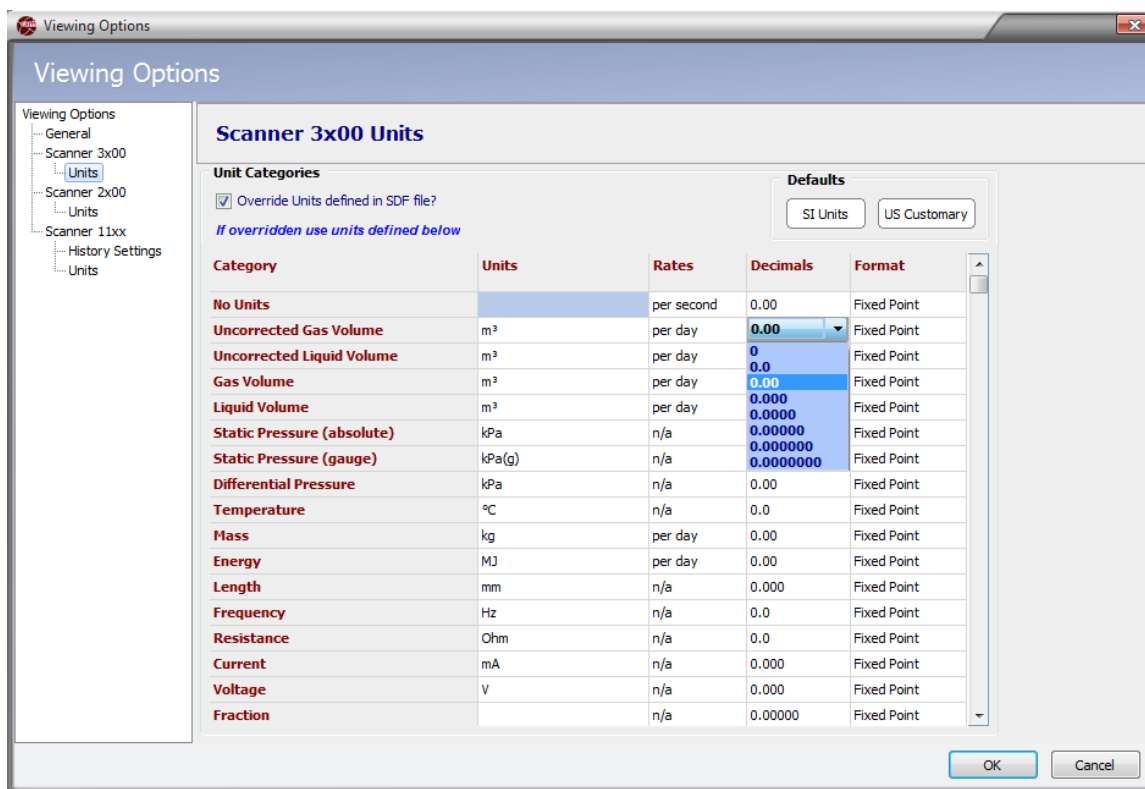 Viewing Options
Viewing Options
Viewing Options
General
Scanner 3x00
Units
Scanner 2x00
Units
Scanner 11xx
History Settings
Units
Scanner 3x00 Units
Unit Categories
Override Units defined in SDF file?
If overridden use units defined below
Defaults
SI Units US Customary
Category Units Rates Decimals Format
No Units per second 0.00 Fixed Point
Uncorrected Gas Volume m³ per day 0.00 Fixed Point
Uncorrected Liquid Volume m³ per day 0 Fixed Point
0.0
Gas Volume m³ per day 0.00 Fixed Point
Liquid Volume m³ per day 0.000 Fixed Point
0.0000
Static Pressure (absolute) kPa n/a 0.00000 Fixed Point
0.000000
Static Pressure (gauge) kPa(g) n/a 0.0000000 Fixed Point
Differential Pressure kPa n/a 0.00 Fixed Point
Temperature ºC n/a 0.0 Fixed Point
Mass kg per day 0.00 Fixed Point
Energy MJ per day 0.00 Fixed Point
Length mm n/a 0.000 Fixed Point
Frequency Hz n/a 0.0 Fixed Point
Resistance Ohm n/a 0.0 Fixed Point
Current mA n/a 0.000 Fixed Point
Voltage V n/a 0.000 Fixed Point
Fraction n/a 0.00000 Fixed Point
OK Cancel